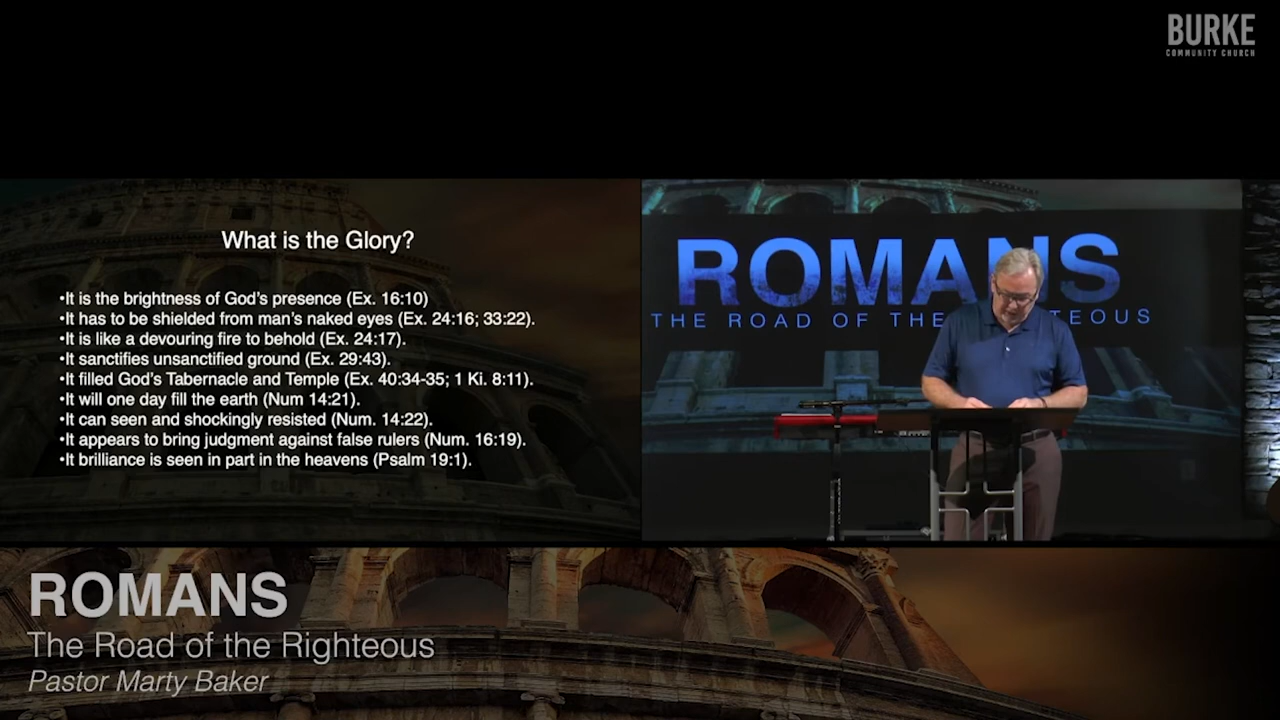 BURKE
COMMUNITY CHURCH
What is the Glory?
•It is the brightness of God's presence (Ex. 16:10)
•It has to be shielded from man's naked eyes (Ex. 24:16; 33:22).
•It is like a devouring fire to behold (Ex. 24:17).
•It sanctifies unsanctified ground (Ex. 29:43).
•It filled God's Tabernacle and Temple (Ex. 40:34-35; 1 Ki. 8:11).
•It will one day fill the earth (Num 14:21).
•It can seen and shockingly resisted (Num. 14:22).
•It appears to bring judgment against false rulers (Num. 16:19).
•It brilliance is seen in part in the heavens (Psalm 19:1).
ROMANS
THE ROAD OF THE TEOUS
ROMANS
The Road of the Righteous
Pastor Marty Baker